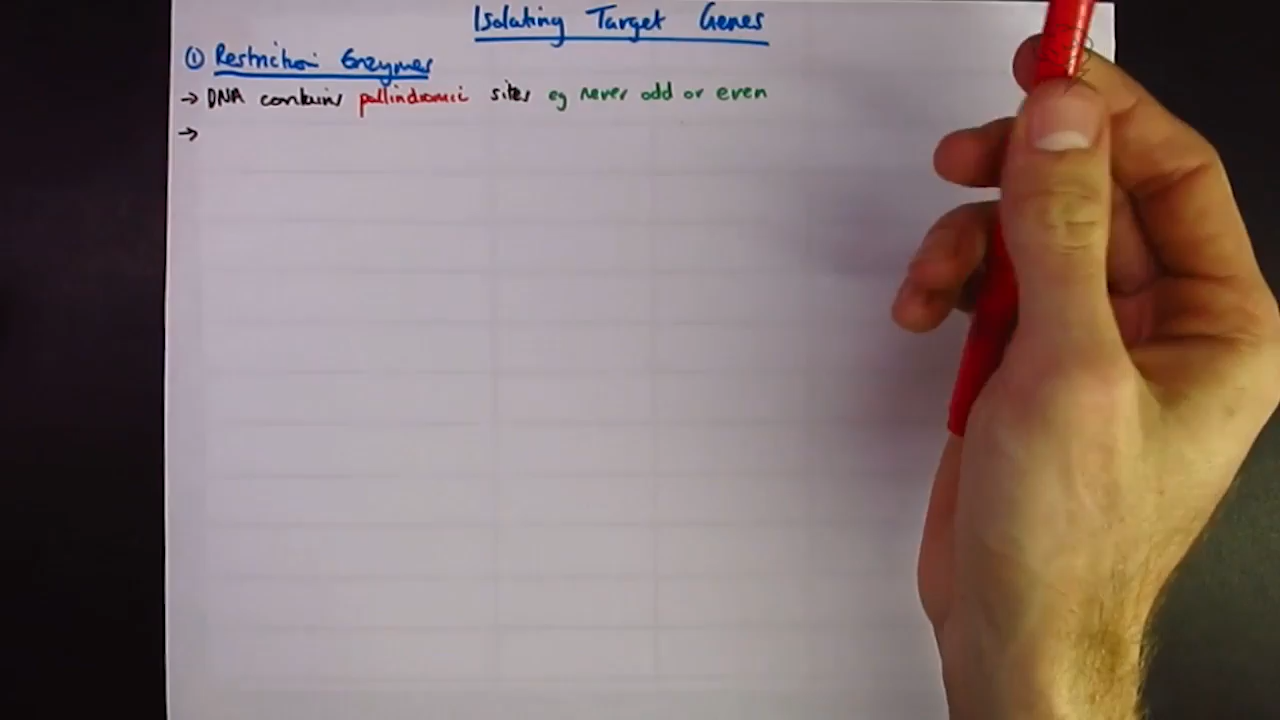 Isolating Target Genes
① Restriction Enzymes
→ DNA contains pallindromic sites eg never odd or even
→